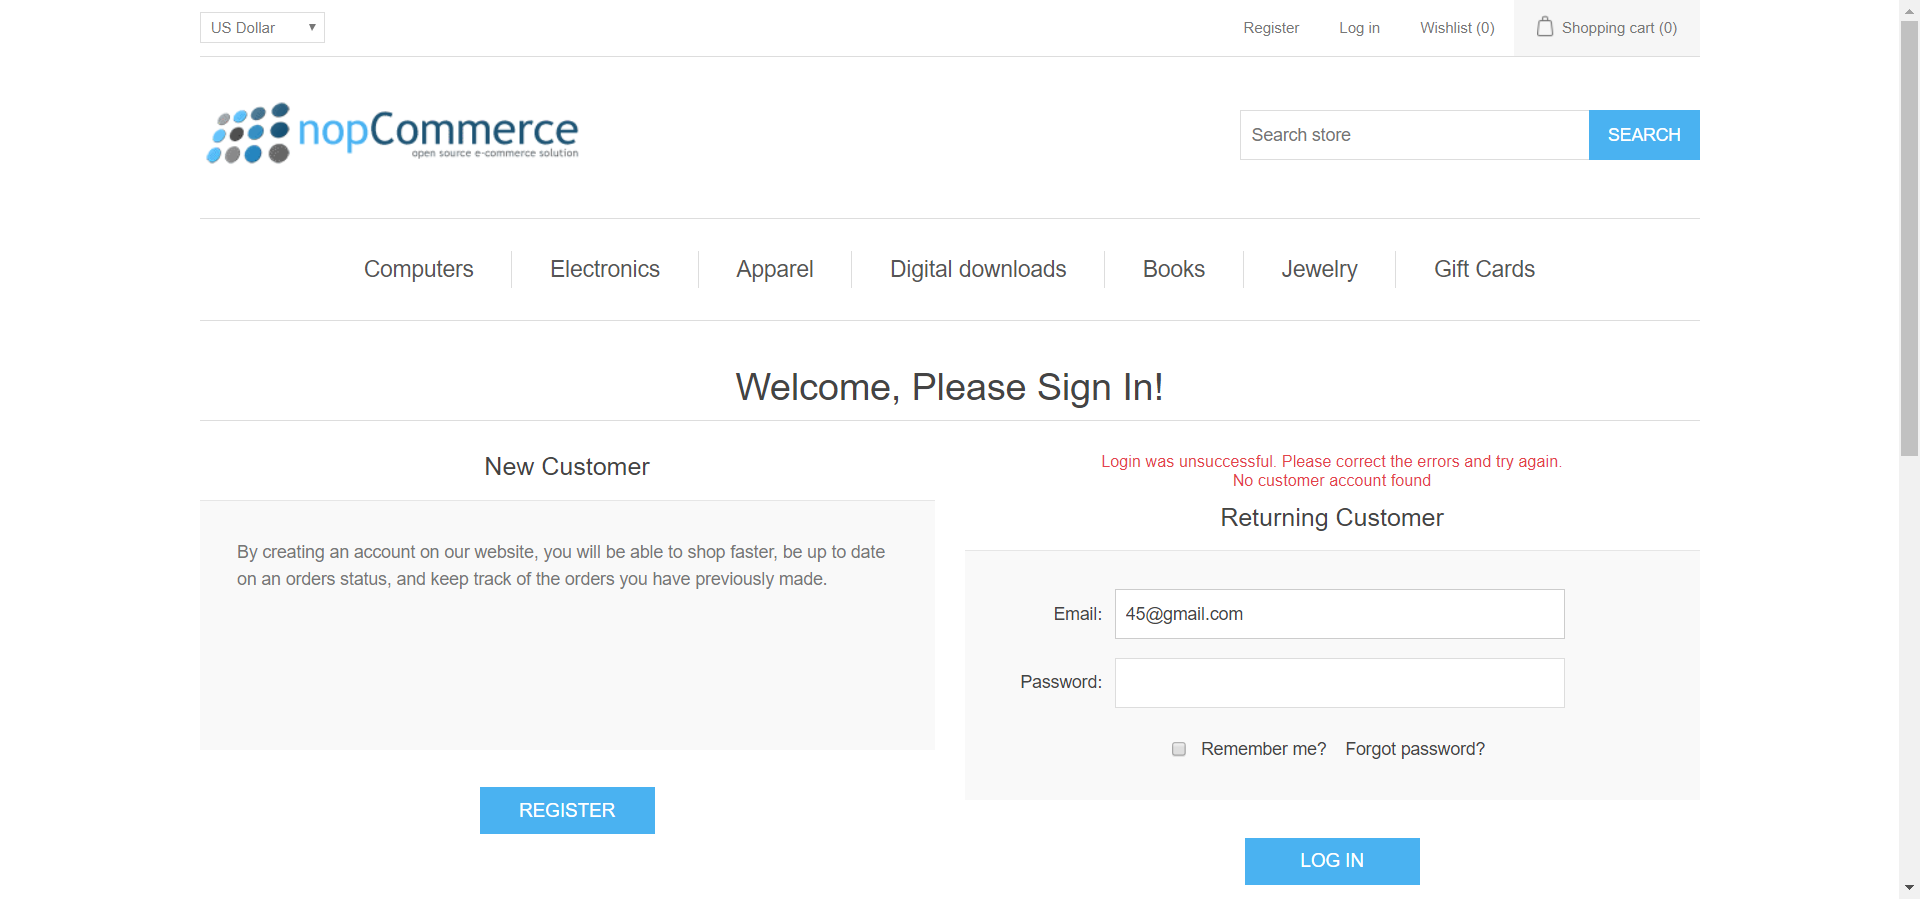 US Dollar
Register
Log in
Wishlist (0)
Shopping cart (0)
nopCommerce
open source e-commerce solution
Search store
SEARCH
Computers
Electronics
Apparel
Digital downloads
Books
Jewelry
Gift Cards
Welcome, Please Sign In!
New Customer
By creating an account on our website, you will be able to shop faster, be up to date
on an orders status, and keep track of the orders you have previously made.
REGISTER
Login was unsuccessful. Please correct the errors and try again.
No customer account found
Returning Customer
Email:
45@gmail.com
Password:
Remember me?
Forgot password?
LOG IN